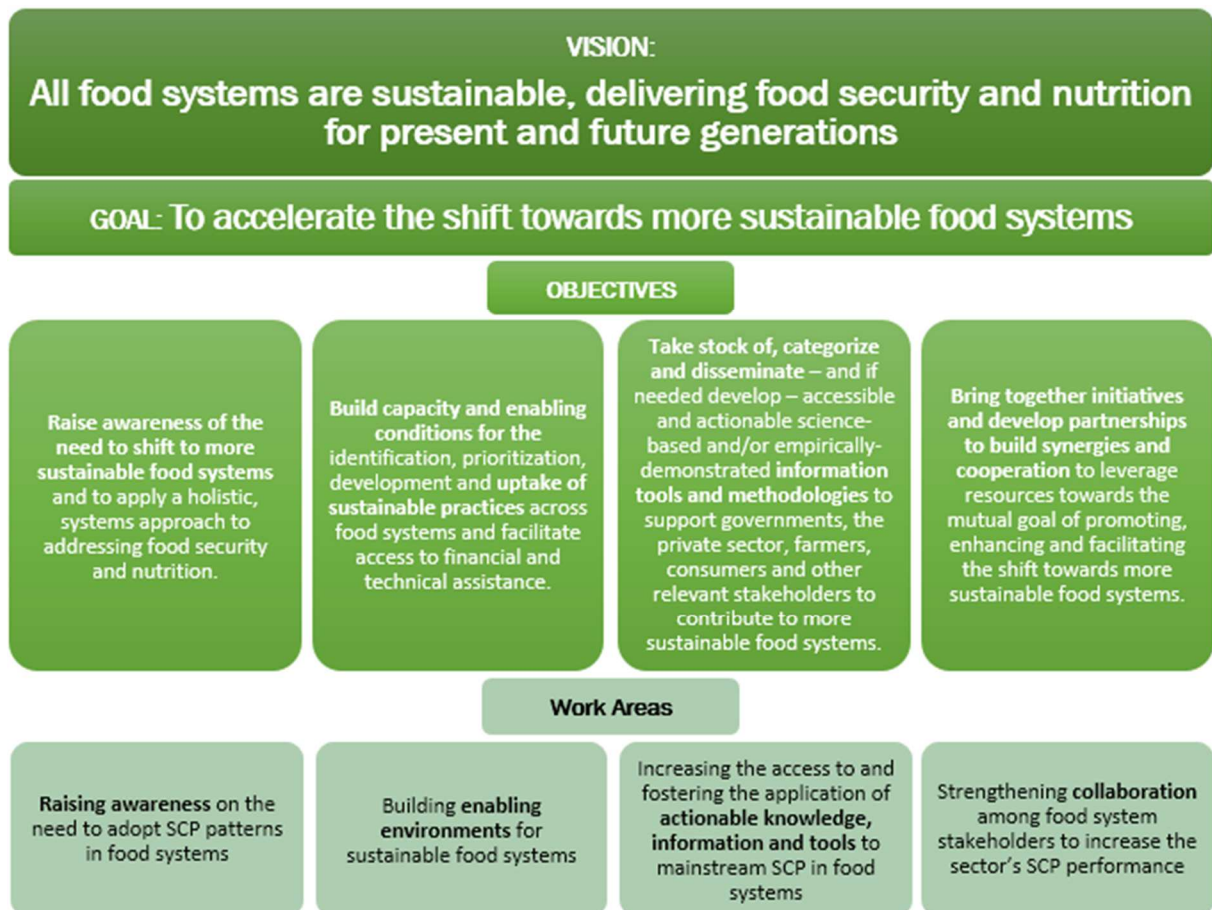 VISION:
All food systems are sustainable, delivering food security and nutrition
for present and future generations
GOAL: To accelerate the shift towards more sustainable food systems
OBJECTIVES
Raise awareness of the
need to shift to more
sustainable food systems
and to apply a holistic,
systems approach to
addressing food security
and nutrition.
Build capacity and enabling
conditions for the
identification, prioritization,
development and uptake of
sustainable practices across
food systems and facilitate
access to financial and
technical assistance.
Take stock of, categorize
and disseminate – and if
needed develop – accessible
and actionable science-
based and/or empirically-
demonstrated information
tools and methodologies to
support governments, the
private sector, farmers,
consumers and other
relevant stakeholders to
contribute to more
sustainable food systems.
Bring together initiatives
and develop partnerships
to build synergies and
cooperation to leverage
resources towards the
mutual goal of promoting,
enhancing and facilitating
the shift towards more
sustainable food systems.
Work Areas
Raising awareness on the
need to adopt SCP patterns
in food systems
Building enabling
environments for
sustainable food systems
Increasing the access to and
fostering the application of
actionable knowledge,
information and tools to
mainstream SCP in food
systems
Strengthening collaboration
among food system
stakeholders to increase the
sector's SCP performance